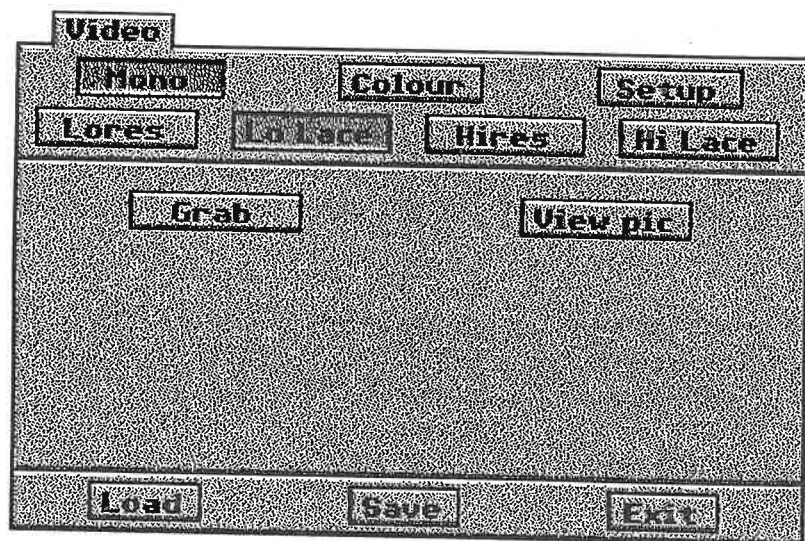 Video
Mono Colour Setup
Lores Lo Lace Hires Hi Lace
Grab View pic
Load Save Exit